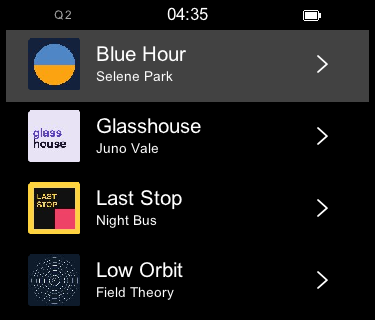 Q2
04:35
Blue Hour
Selene Park
glass
house
Glasshouse
Juno Vale
LAST
STOP
Last Stop
Night Bus
Low Orbit
Field Theory